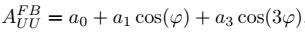 $A_{UU}^{FB} = a_0 + a_1 \cos(\varphi) + a_3 \cos(3\varphi)$